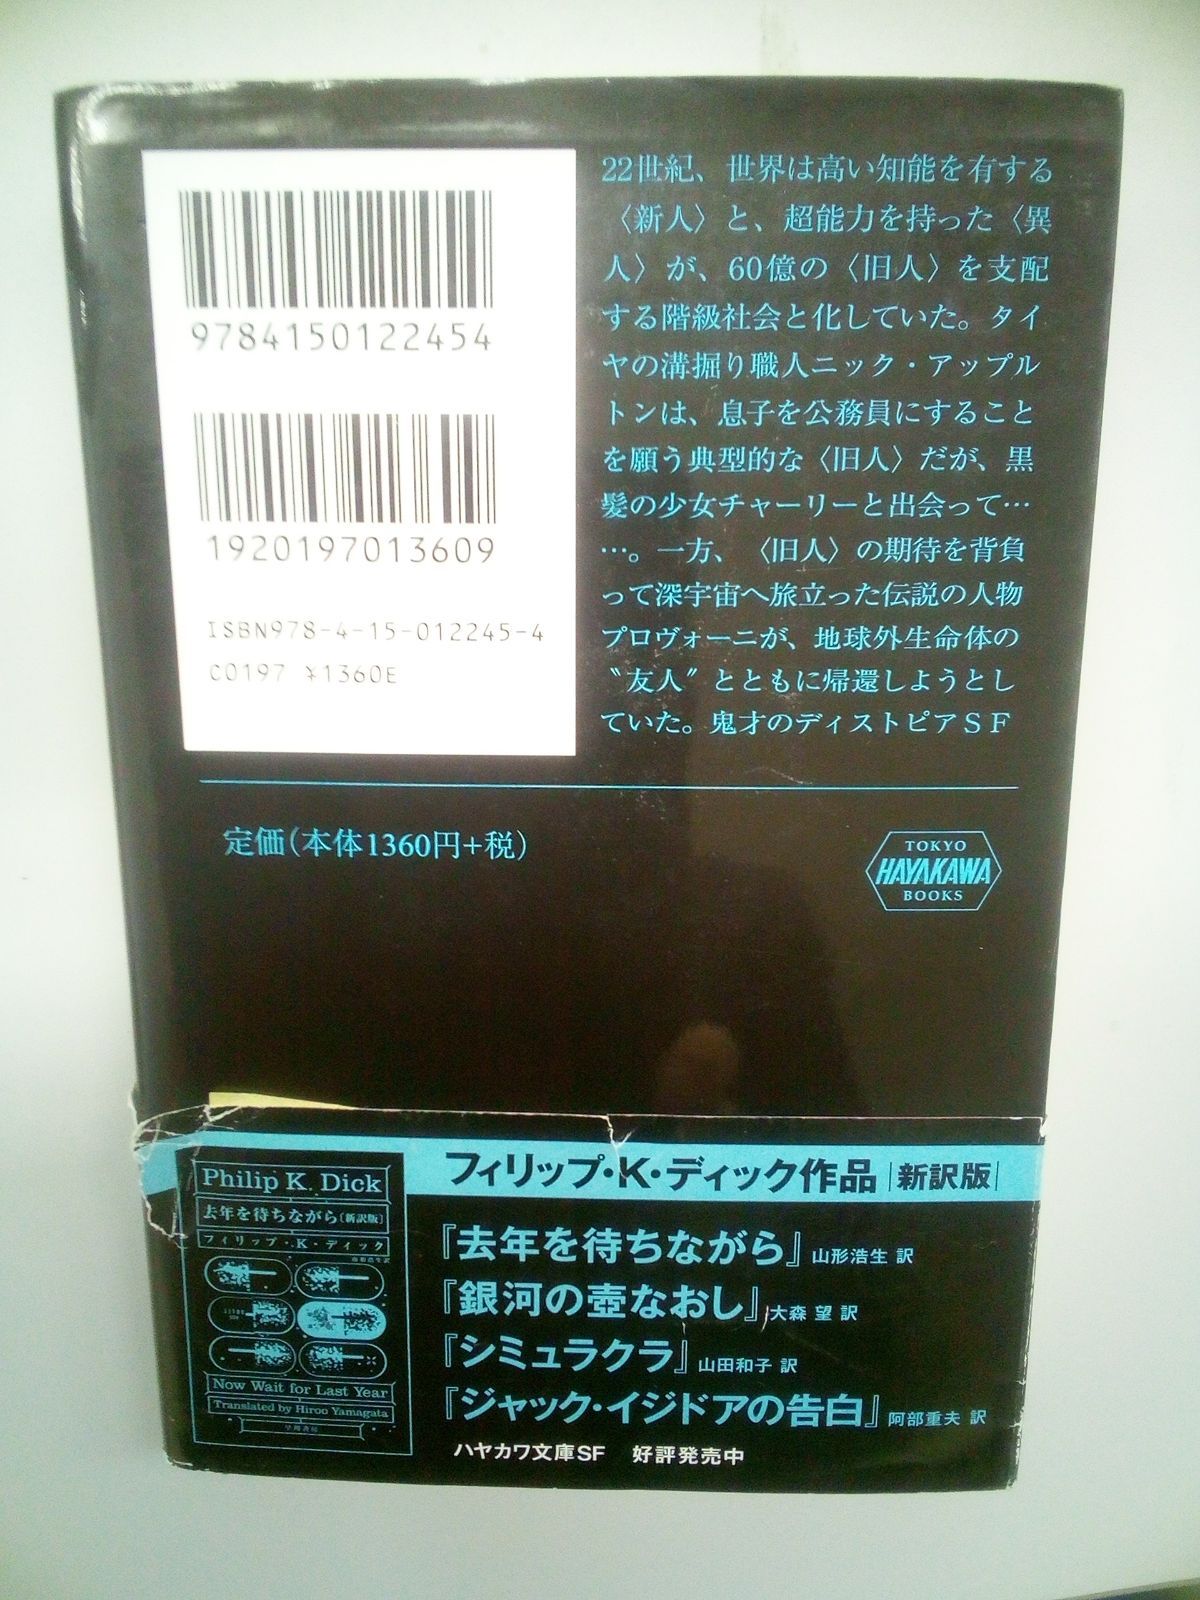 9784150122454
1920197013609
ISBN978-4-15-012245-4
C0197 ¥1360E
22世紀、世界は高い知能を有する
〈新人〉と、超能力を持った〈異
人〉が、60億の〈旧人〉を支配
する階級社会と化していた。タイ
ヤの溝掘り職人ニック・アップル
トンは、息子を公務員にすること
を願う典型的な〈旧人〉だが、黒
髪の少女チャーリーと出会って…
…。一方、〈旧人〉の期待を背負
って深宇宙へ旅立った伝説の人物
プロヴォーニが、地球外生命体の
〝友人〟とともに帰還しようとし
ていた。鬼才のディストピアSF
定価(本体1360円+税)
TOKYO
HAYAKAWA
BOOKS
フィリップ・K・ディック作品|新訳版|
『去年を待ちながら』山形浩生 訳
『銀河の壺なおし』大森 望 訳
『シミュラクラ』山田和子 訳
『ジャック・イジドアの告白』阿部重夫 訳
ハヤカワ文庫SF 好評発売中
Philip K. Dick
去年を待ちながら〔新訳版〕
フィリップ・K・ディック
山形浩生訳
Now Wait for Last Year
Translated by Hiroo Yamagata
早川書房